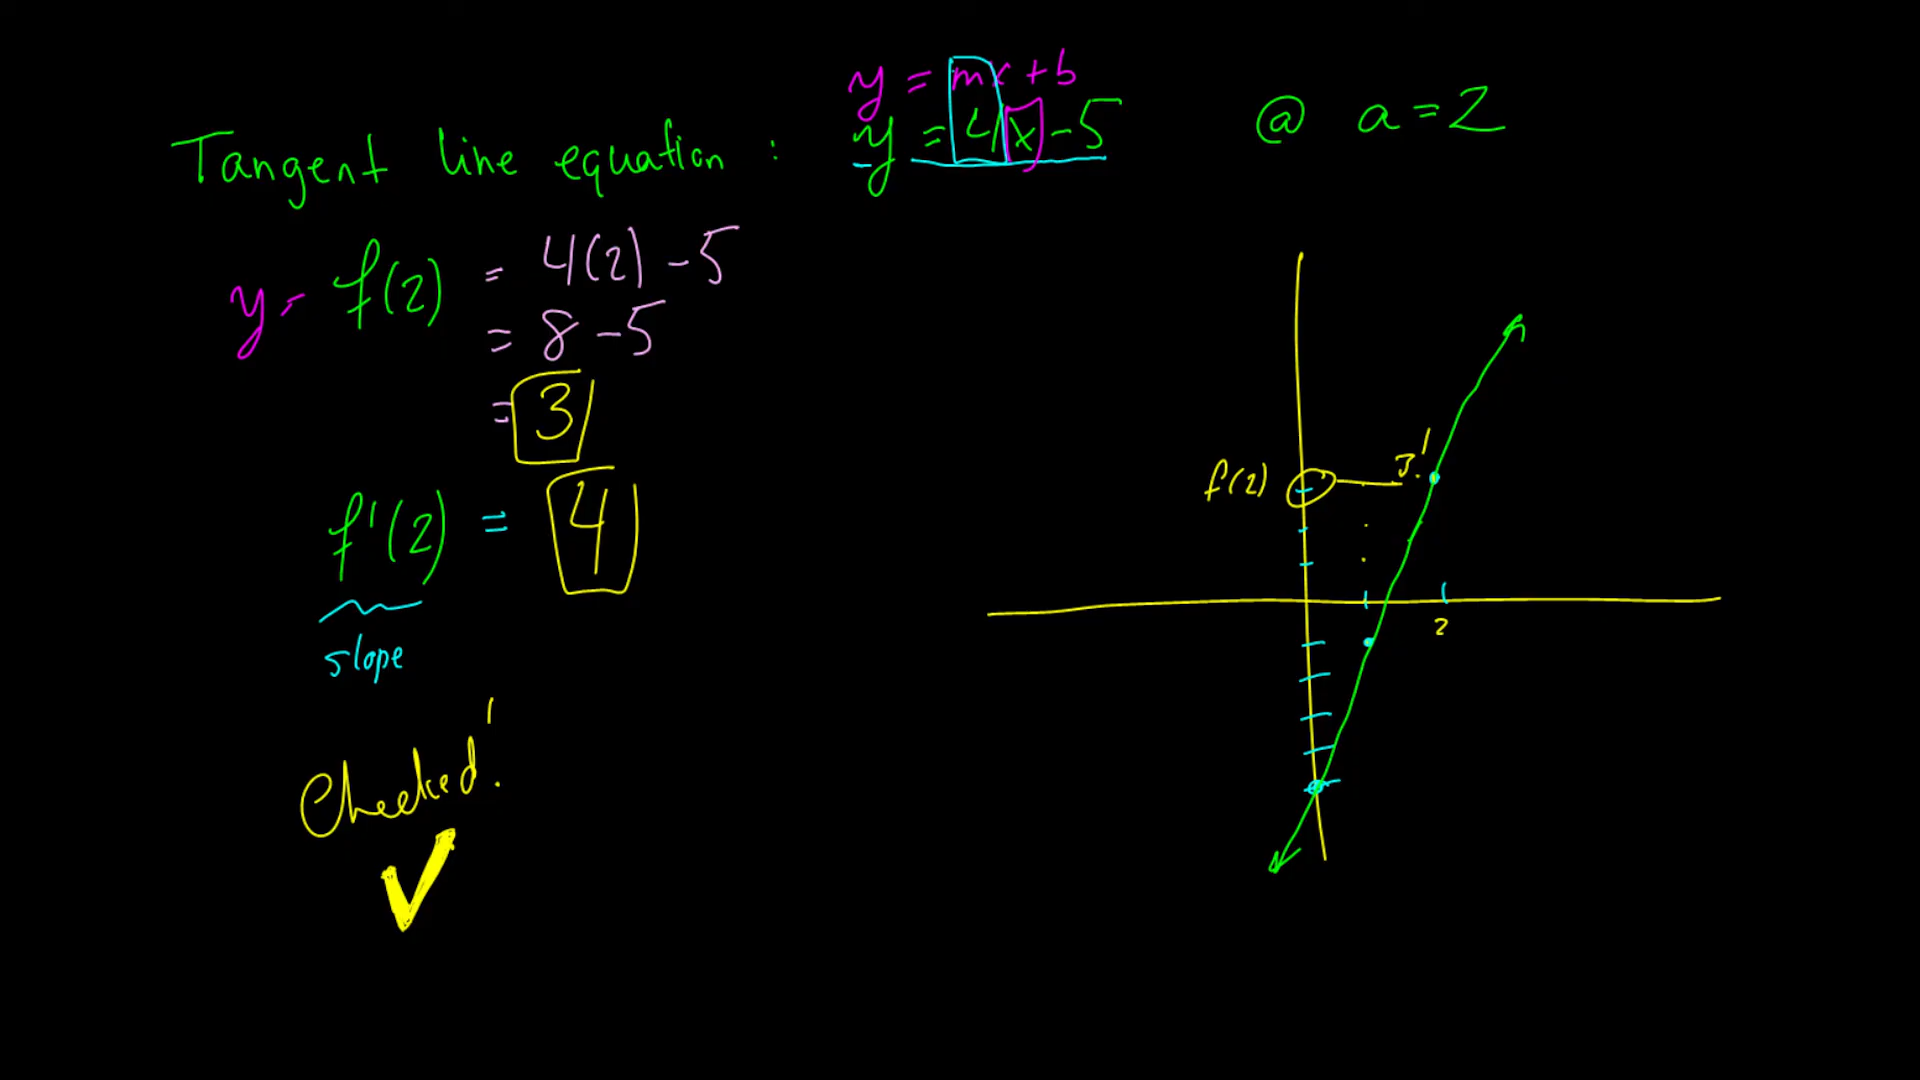 y = mx + b
Tangent line equation : y = 4x - 5 @ a = 2
y = f(2) = 4(2) - 5
= 8 - 5
= 3
f'(2) = 4
slope
Checked!
f(2) 3!
2